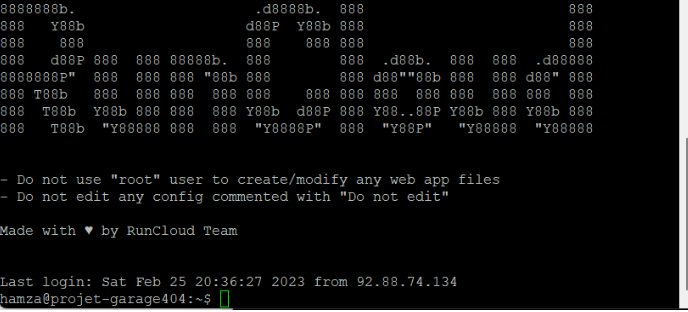 8888888b.                      .d8888b.  888                        888
888   Y88b                    d88P  Y88b 888                        888
888    888                    888    888 888                        888
888   d88P 888  888 88888b.  888        888  .d88b.  888  888  .d88888
8888888P"  888  888 888 "88b 888        888 d88""88b 888  888 d88" 888
888 T88b   888  888 888  888 888    888 888 888  888 888  888 888  888
888  T88b  Y88b 888 888  888 Y88b  d88P 888 Y88..88P Y88b 888 Y88b 888
888   T88b  "Y88888 888  888  "Y8888P"  888  "Y88P"   "Y88888  "Y88888
- Do not use "root" user to create/modify any web app files
- Do not edit any config commented with "Do not edit"
Made with ♥ by RunCloud Team
Last login: Sat Feb 25 20:36:27 2023 from 92.88.74.134
hamza@projet-garage404:~$